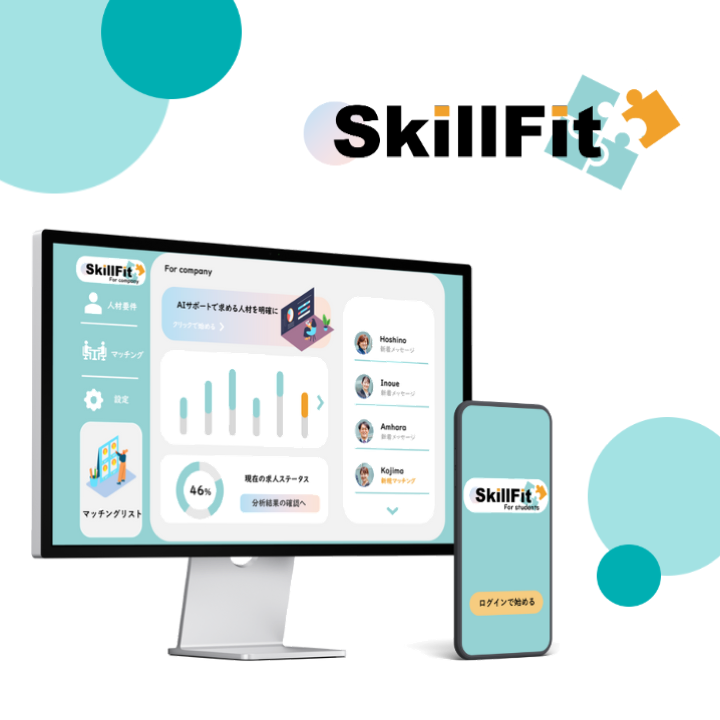 SkillFit
SkillFit
For company
人材要件
マッチング
設定
マッチングリスト
For company
AIサポートで求める人材を明確に
クリックで始める 》
46%
現在の求人ステータス
分析結果の確認へ
Hoshino
新着メッセージ
Inoue
新着メッセージ
Amhara
新着メッセージ
Kojima
新規マッチング
SkillFit
For students
ログインで始める